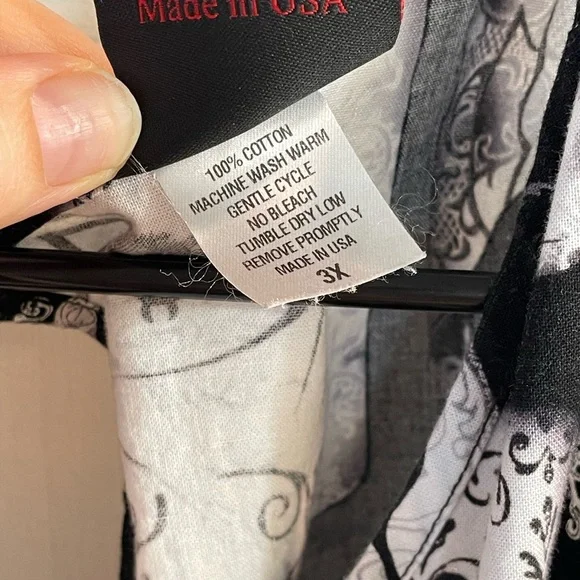 Made in USA
100% COTTON
MACHINE WASH WARM
GENTLE CYCLE
NO BLEACH
TUMBLE DRY LOW
REMOVE PROMPTLY
MADE IN USA
3X